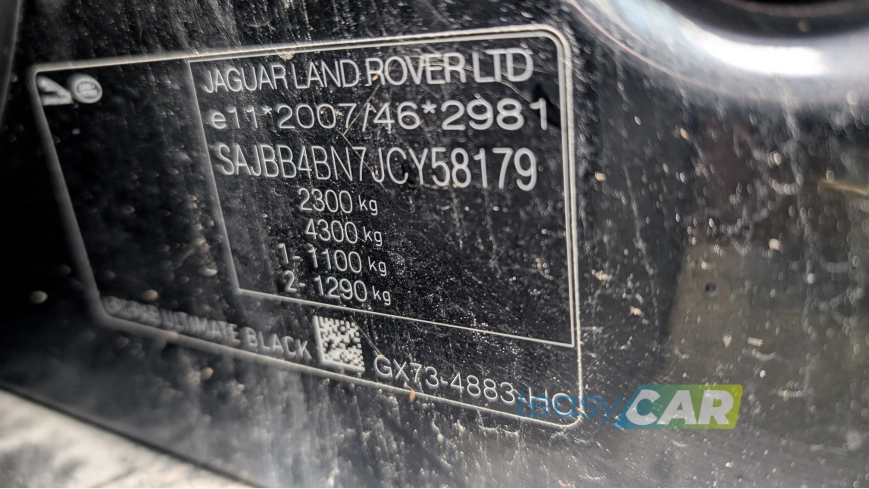 JAGUAR LAND ROVER LTD
e11*2007/46*2981
SAJBB4BN7JCY58179
2300 kg
4300 kg
1- 1100 kg
2- 1290 kg
ULTIMATE BLACK
GX73-4883-HC
easyCAR